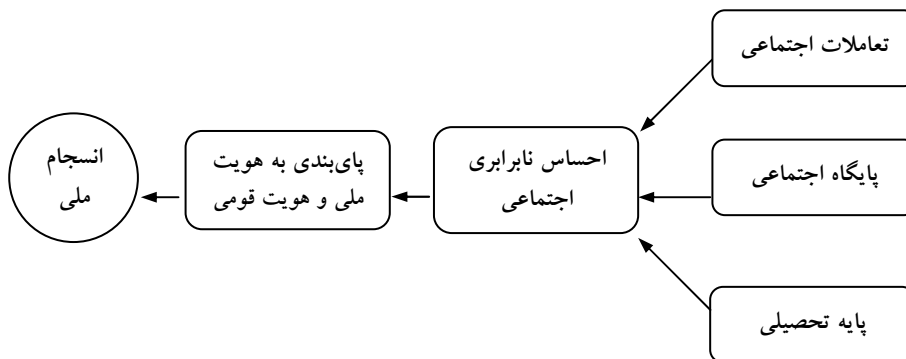 تعاملات اجتماعی
پایگاه اجتماعی
پایه تحصیلی
احساس نابرابری
اجتماعی
پای‌بندی به هویت
ملی و هویت قومی
انسجام
ملی